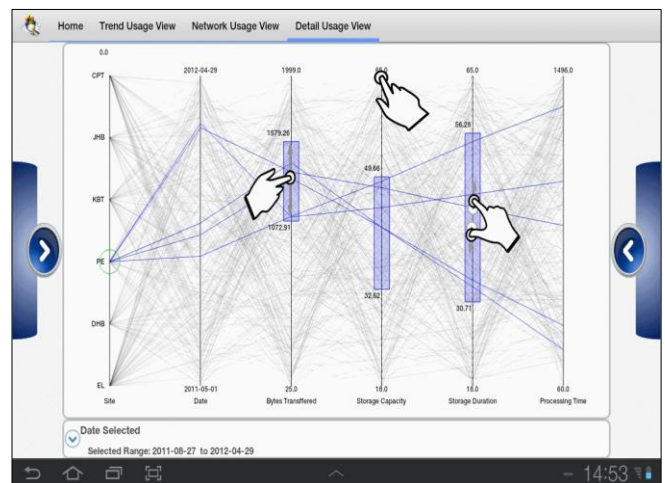 Home Trend Usage View Network Usage View Detail Usage View
0.0
CPT 2012-04-29 1999.0 65.0 1496.0
56.28
JHB 1579.26
49.66
KBT
1072.91
PE
32.62
30.71
DHB
EL 2011-05-01 25.0 16.0 16.0 60.0
Site Date Bytes Transffered Storage Capacity Storage Duration Processing Time
Date Selected
Selected Range: 2011-08-27 to 2012-04-29
14:53